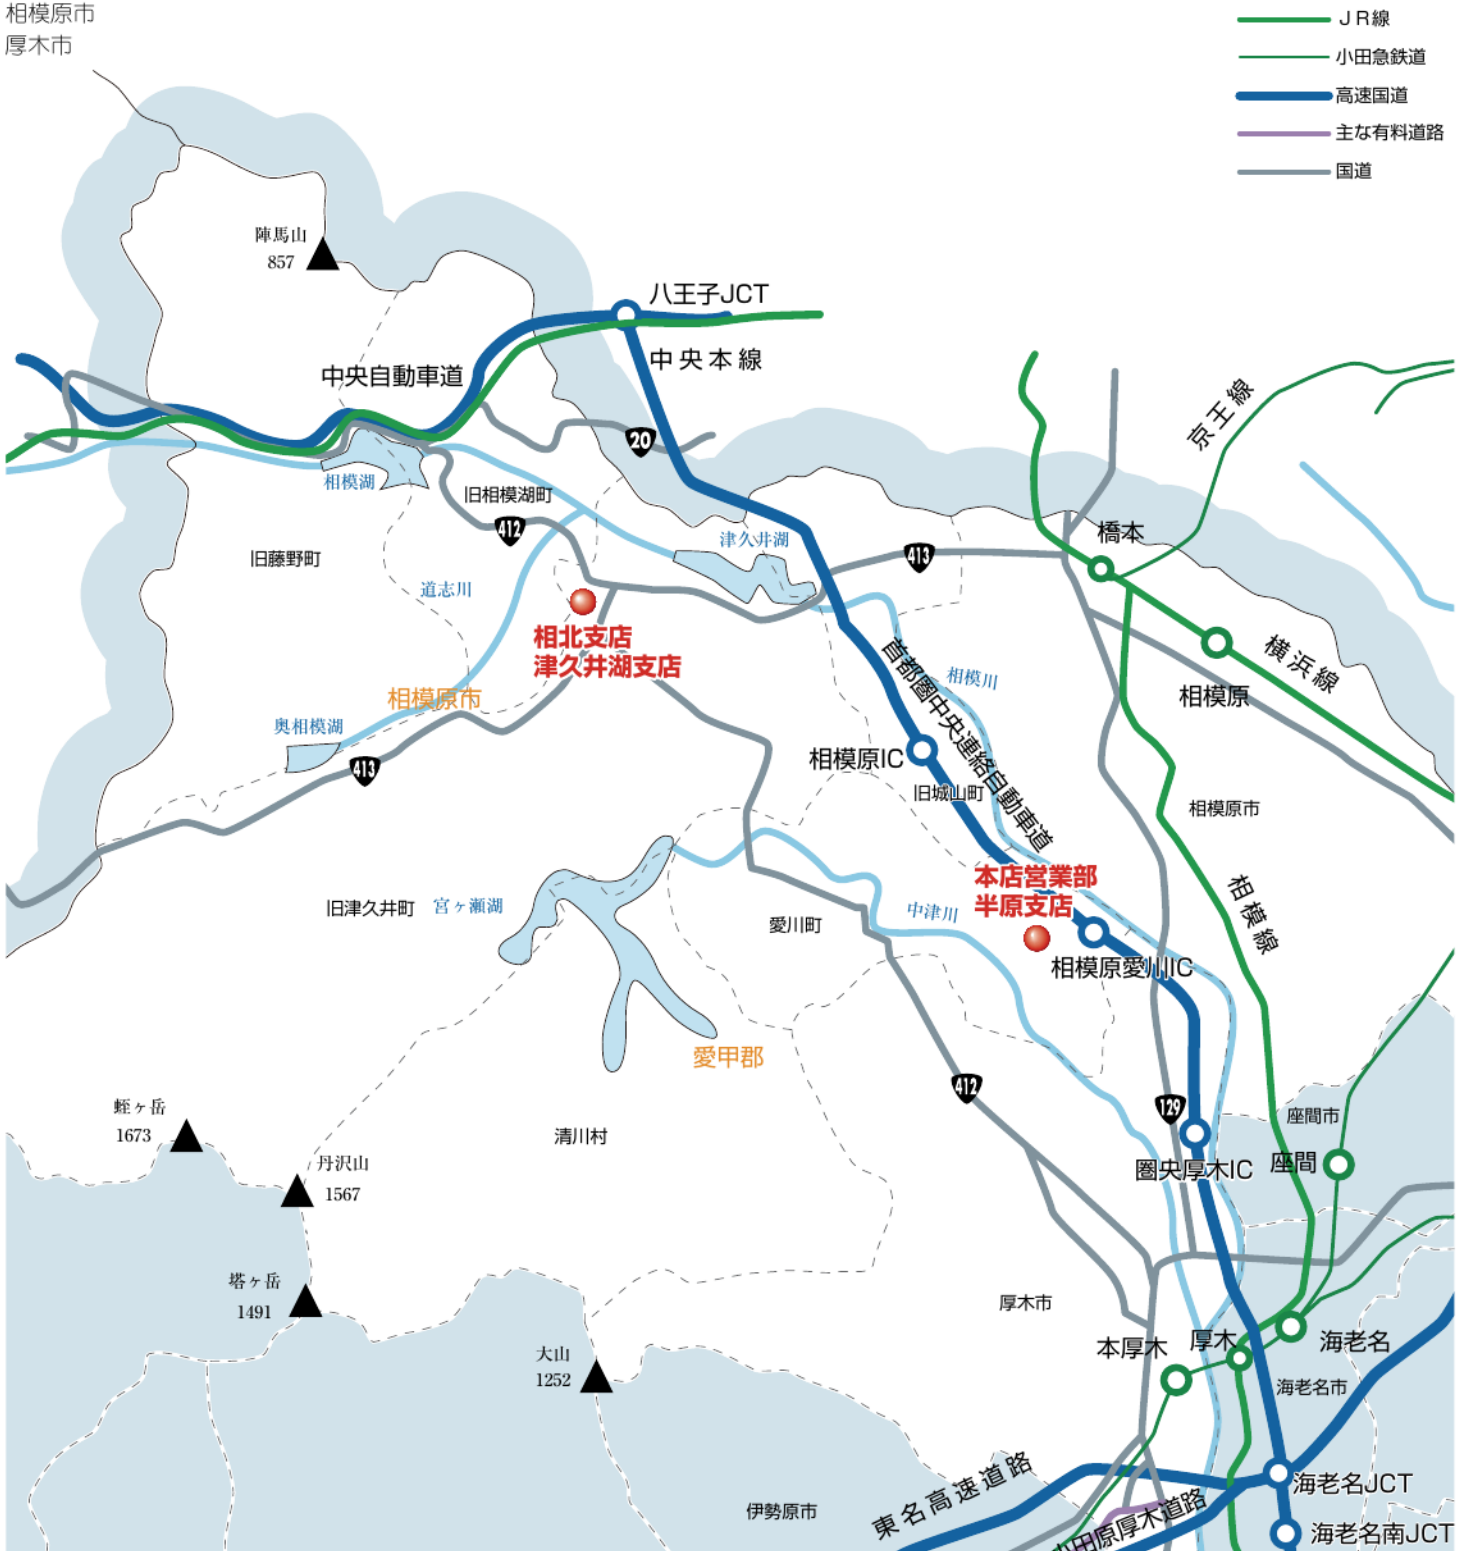 相模原市
厚木市
ＪＲ線
小田急鉄道
高速国道
主な有料道路
国道
陣馬山
857
八王子JCT
中央本線
中央自動車道
京王線
20
相模湖
旧相模湖町
412
津久井湖
413
橋本
旧藤野町
道志川
相北支店
津久井湖支店
首都圏中央連絡自動車道
相模川
横浜線
相模原
相模原市
奥相模湖
413
相模原IC
旧城山町
相模原市
本店営業部
半原支店
相模線
旧津久井町
宮ヶ瀬湖
愛川町
中津川
相模原愛川IC
愛甲郡
412
129
蛭ヶ岳
1673
清川村
座間市
丹沢山
1567
圏央厚木IC
座間
塔ヶ岳
1491
厚木市
大山
1252
本厚木
厚木
海老名
海老名市
東名高速道路
海老名JCT
伊勢原市
小田原厚木道路
海老名南JCT